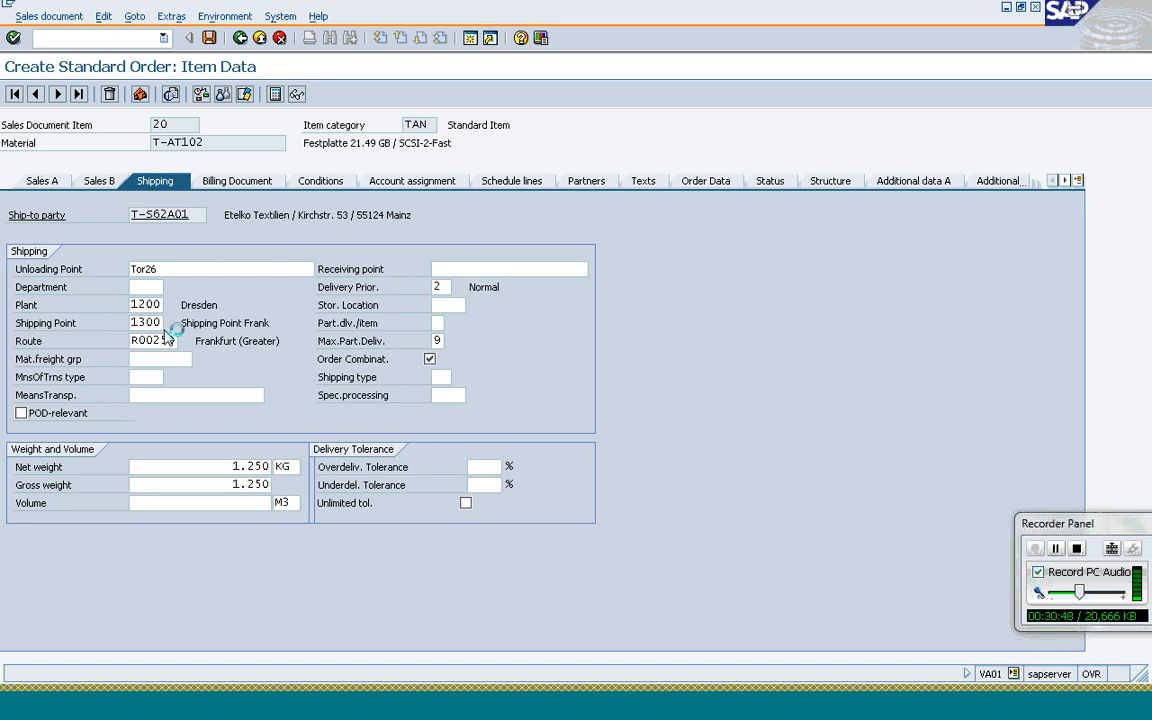 Sales document Edit Goto Extras Environment System Help
SAP
Create Standard Order: Item Data
Sales Document Item 20 Item category TAN Standard Item
Material T-AT102 Festplatte 21.49 GB / SCSI-2-Fast
Sales A Sales B Shipping Billing Document Conditions Account assignment Schedule lines Partners Texts Order Data Status Structure Additional data A Additional...
Ship-to party T-S62A01 Etelko Textilien / Kirchstr. 53 / 55124 Mainz
Shipping
Unloading Point Tor26 Receiving point
Department Delivery Prior. 2 Normal
Plant 1200 Dresden Stor. Location
Shipping Point 1300 Shipping Point Frank Part.dlv./item
Route Frankfurt (Greater) Max.Part.Deliv. 9
Mat.freight grp Order Combinat.
MnsOfTrns type Shipping type
MeansTransp. Spec.processing
POD-relevant
Weight and Volume Delivery Tolerance
Net weight 1.250 KG Overdeliv. Tolerance %
Gross weight 1.250 Underdel. Tolerance %
Volume M3 Unlimited tol.
Recorder Panel
Record PC Audio
00:30:48 / 20,666 KB
VA01 sapserver OVR